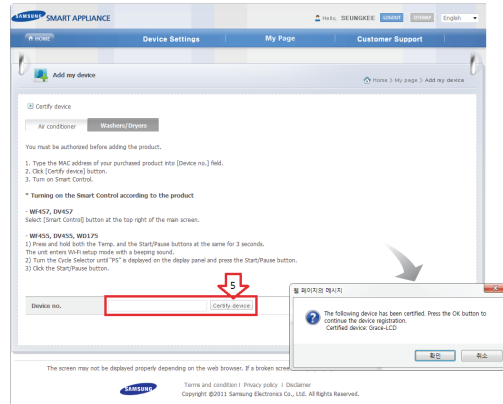 SAMSUNG SMART APPLIANCE
Hello, SEUNGKEE LOGOUT SITEMAP English
HOME Device Settings My Page Customer Support
Add my device
Home > My page > Add my device
Certify device
Air conditioner Washers/Dryers
You must be authorized before adding the product.
1. Type the MAC address of your purchased product into [Device no.] field.
2. Click [Certify device] button.
3. Turn on Smart Control.
* Turning on the Smart Control according to the product
- WF457, DV457
Select [Smart Control] button at the top right of the main screen.
- WF455, DV455, WD175
1) Press and hold both the Temp. and the Start/Pause buttons at the same for 3 seconds.
The unit enters Wi-Fi setup mode with a beeping sound.
2) Turn the Cycle Selector until "PS" is displayed on the display panel and press the Start/Pause button.
3) Click the Start/Pause button.
5
Device no. Certify device
웹 페이지의 메시지
The following device has been certified. Press the OK button to
continue the device registration.
Certified device: Grace-LCD
확인 취소
The screen may not be displayed properly depending on the web browser. If a broken scree
SAMSUNG
Terms and condition I Privacy policy I Disclaimer
Copyright @2011 Samsung Electronics Co., Ltd. All Rights Reserved.